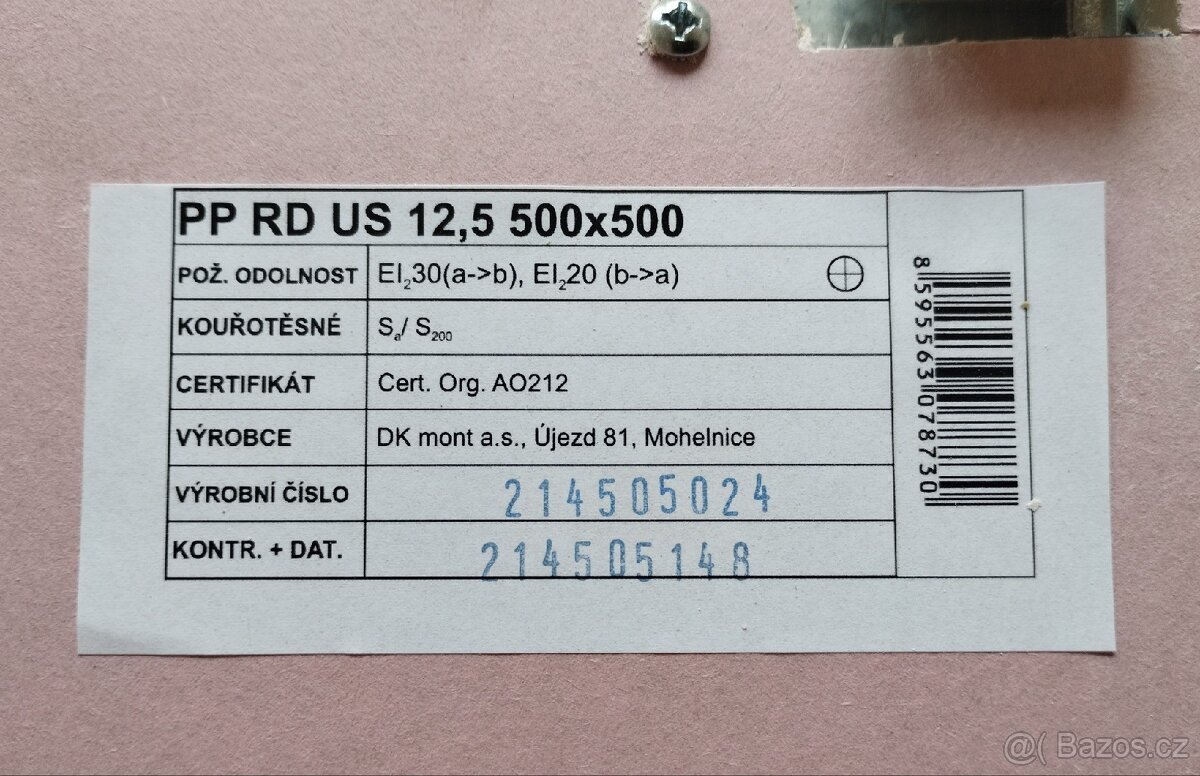 PP RD US 12,5 500x500
POŽ. ODOLNOST EI₂30(a->b), EI₂20 (b->a)
KOUŘOTĚSNÉ Sₐ/ S₂₀₀
CERTIFIKÁT Cert. Org. AO212
VÝROBCE DK mont a.s., Újezd 81, Mohelnice
VÝROBNÍ ČÍSLO 214505024
KONTR. + DAT. 214505148
8595563078730
@( Bazos.cz